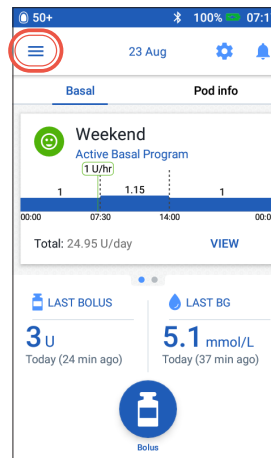 50+ 100% 07:1
23 Aug
Basal Pod info
Weekend
Active Basal Program
1 U/hr
1 1.15 1
00:00 07:30 14:00 00:0
Total: 24.95 U/day VIEW
LAST BOLUS LAST BG
3 U 5.1 mmol/L
Today (24 min ago) Today (37 min ago)
Bolus